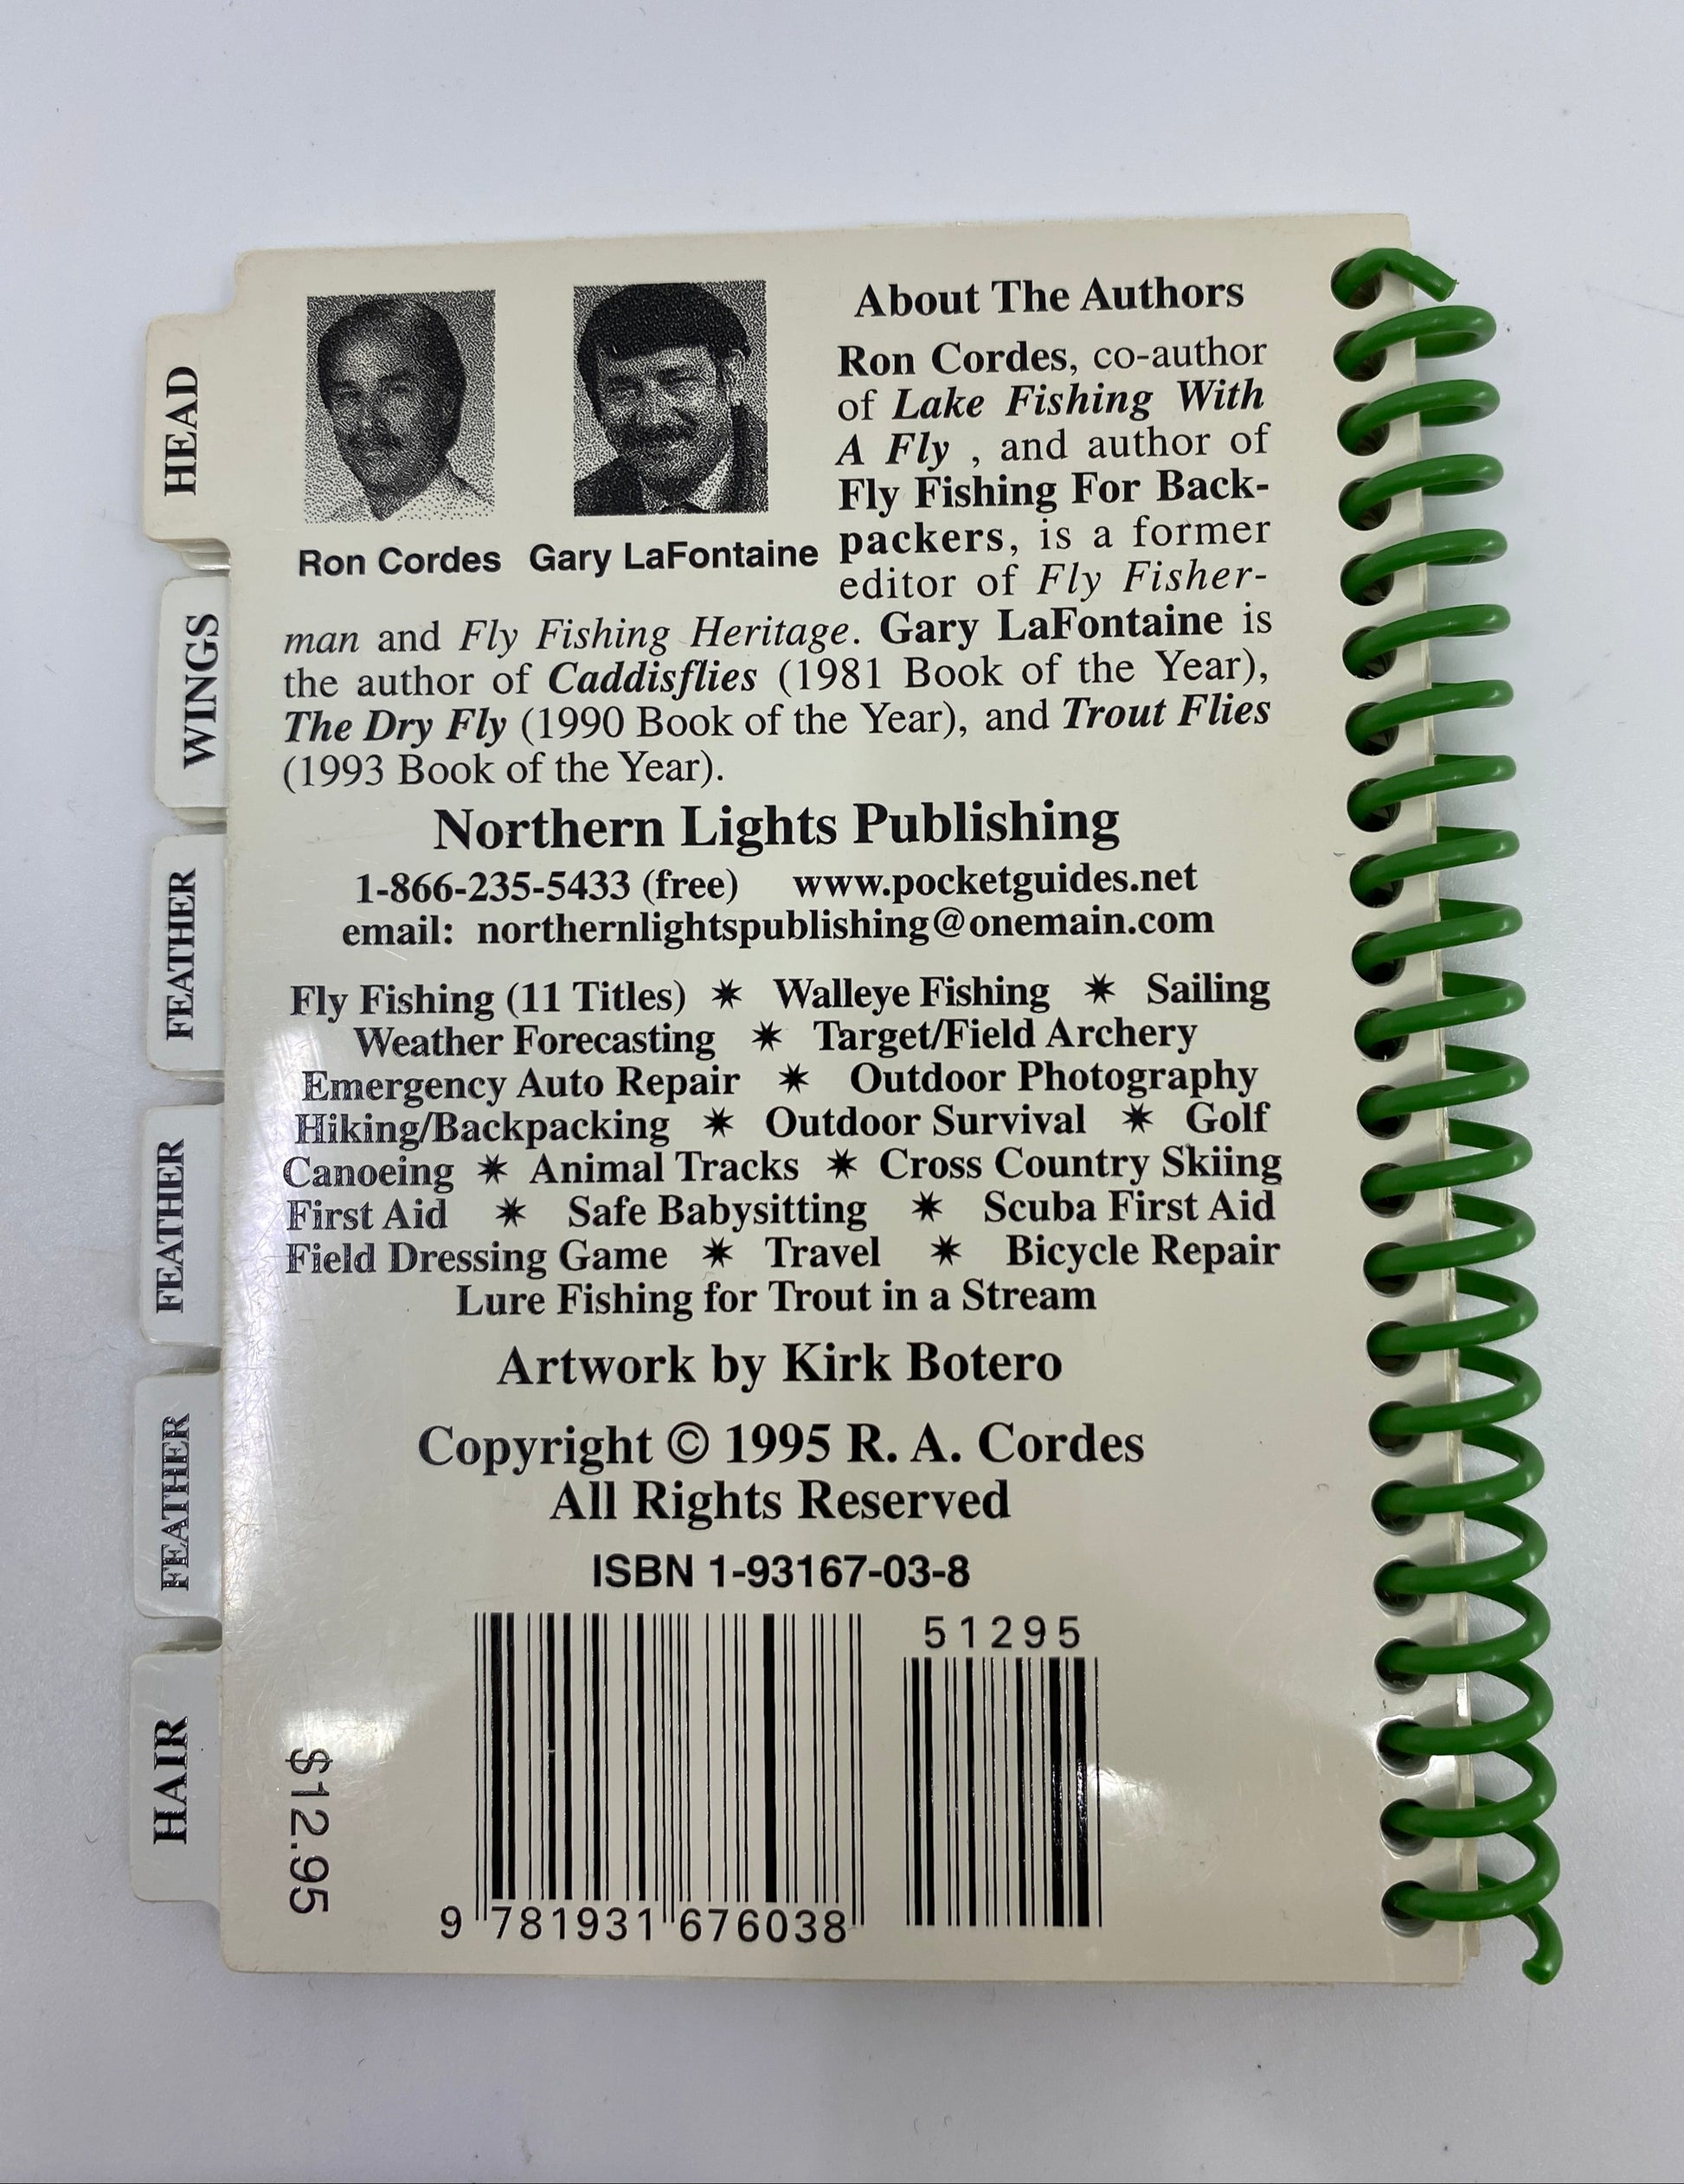 HEAD
WINGS
FEATHER
FEATHER
FEATHER
HAIR
Ron Cordes Gary LaFontaine
About The Authors
Ron Cordes, co-author
of Lake Fishing With
A Fly , and author of
Fly Fishing For Back-
packers, is a former
editor of Fly Fisher-
man and Fly Fishing Heritage. Gary LaFontaine is
the author of Caddisflies (1981 Book of the Year),
The Dry Fly (1990 Book of the Year), and Trout Flies
(1993 Book of the Year).
Northern Lights Publishing
1-866-235-5433 (free) www.pocketguides.net
email: northernlightspublishing@onemain.com
Fly Fishing (11 Titles) ✷ Walleye Fishing ✷ Sailing
Weather Forecasting ✷ Target/Field Archery
Emergency Auto Repair ✷ Outdoor Photography
Hiking/Backpacking ✷ Outdoor Survival ✷ Golf
Canoeing ✷ Animal Tracks ✷ Cross Country Skiing
First Aid ✷ Safe Babysitting ✷ Scuba First Aid
Field Dressing Game ✷ Travel ✷ Bicycle Repair
Lure Fishing for Trout in a Stream
Artwork by Kirk Botero
Copyright © 1995 R. A. Cordes
All Rights Reserved
ISBN 1-93167-03-8
51295
$12.95
9 781931 676038